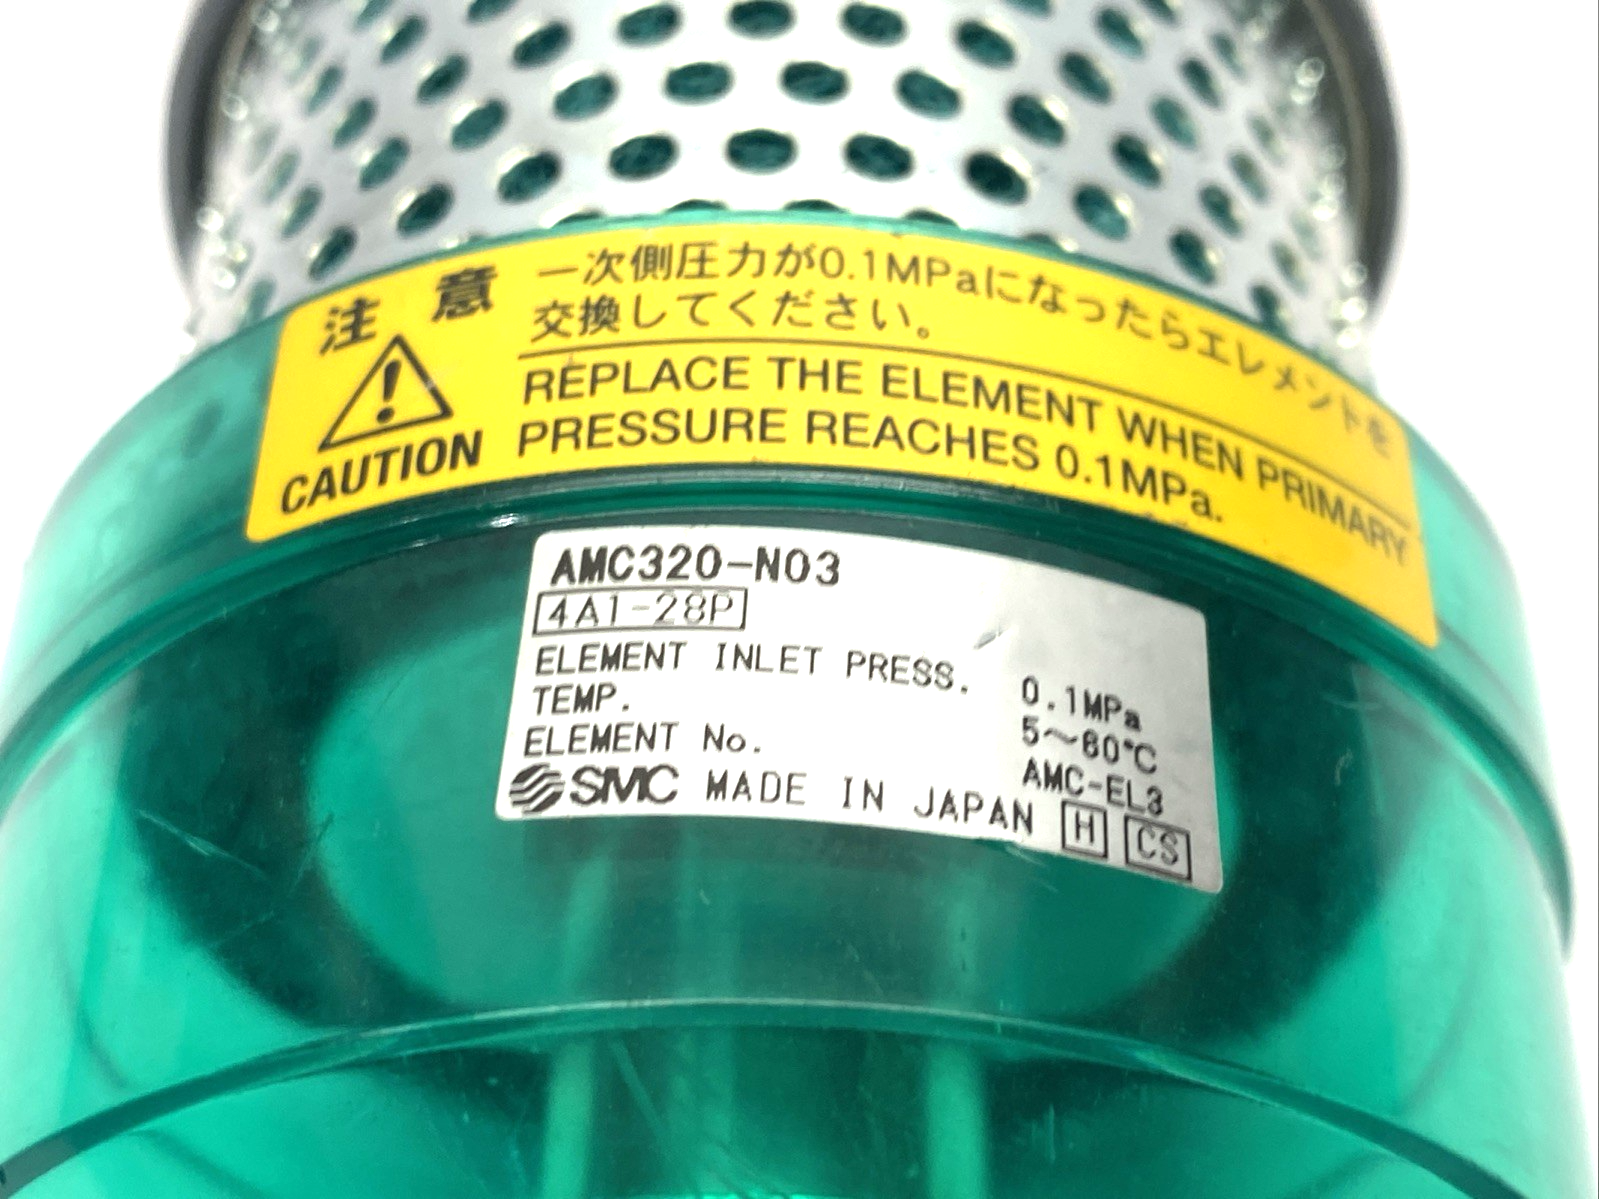 注意
CAUTION
一次側圧力が0.1MPaになったらエレメントを
交換してください。
REPLACE THE ELEMENT WHEN PRIMARY
PRESSURE REACHES 0.1MPa.
AMC320-N03
4A1-28P
ELEMENT INLET PRESS. 0.1MPa
TEMP. 5~60°C
ELEMENT No. AMC-EL3
SMC MADE IN JAPAN H CS